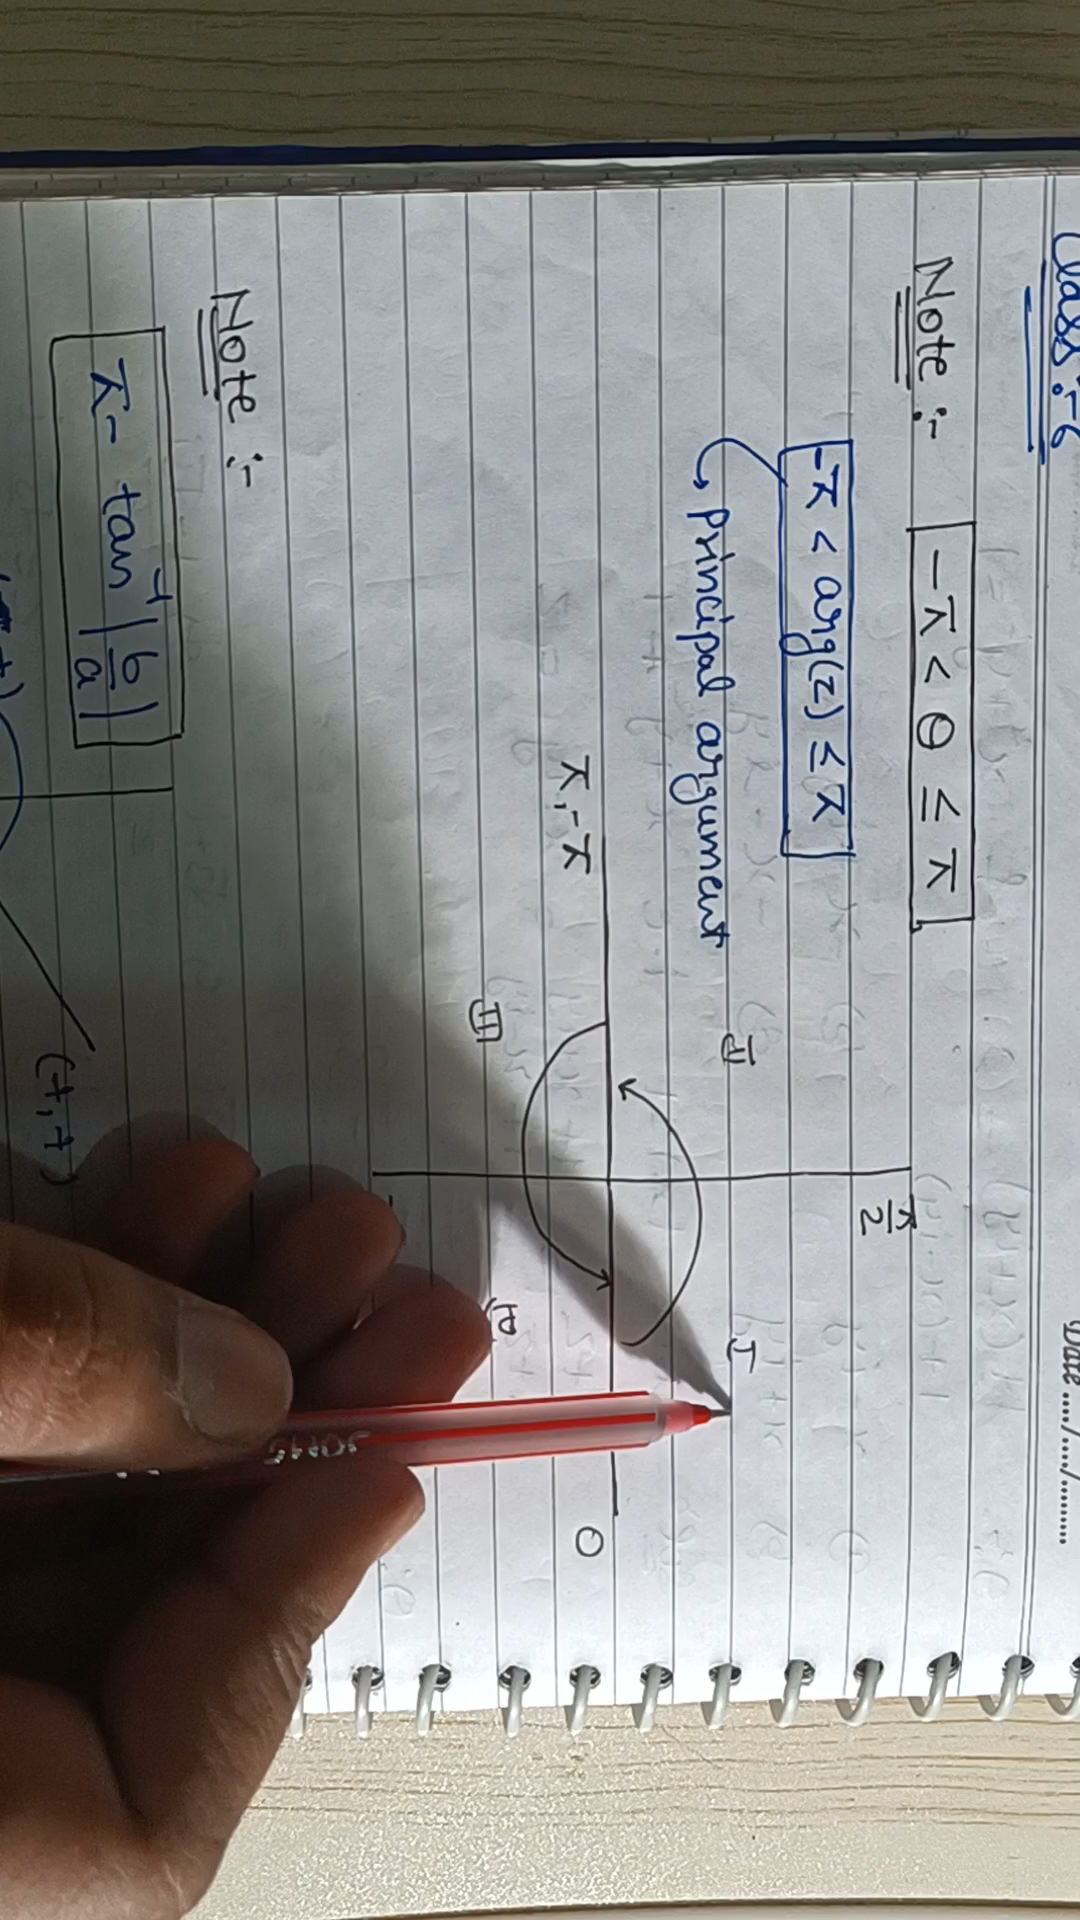 Class :- 6
Date ..../..../..........
Note :- -π < θ ≤ π
-π < arg(z) ≤ π
↳ principal argument
π/2
II I
π, -π 0
III IV
Note :-
π - tan⁻¹ |b/a|
(+,+)